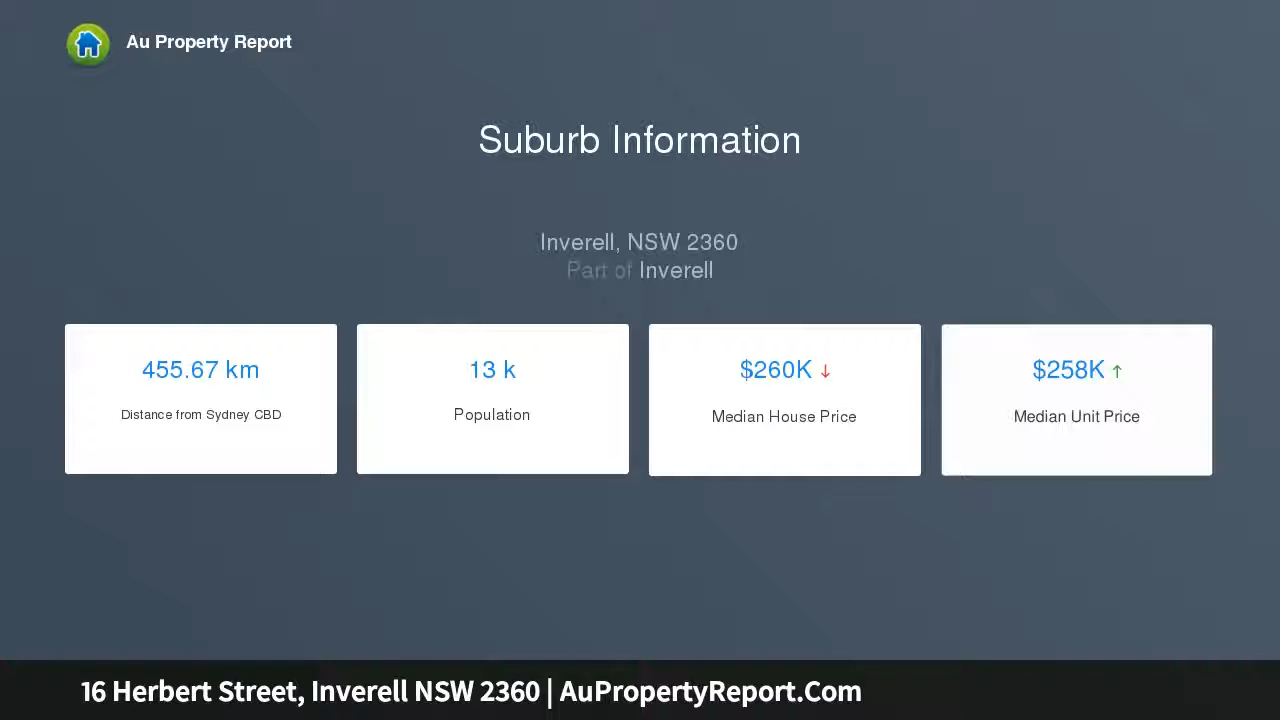 Au Property Report
Suburb Information
Inverell, NSW 2360
Part of Inverell
455.67 km
Distance from Sydney CBD
13 k
Population
$260K ↓
Median House Price
$258K ↑
Median Unit Price
16 Herbert Street, Inverell NSW 2360 | AuPropertyReport.Com